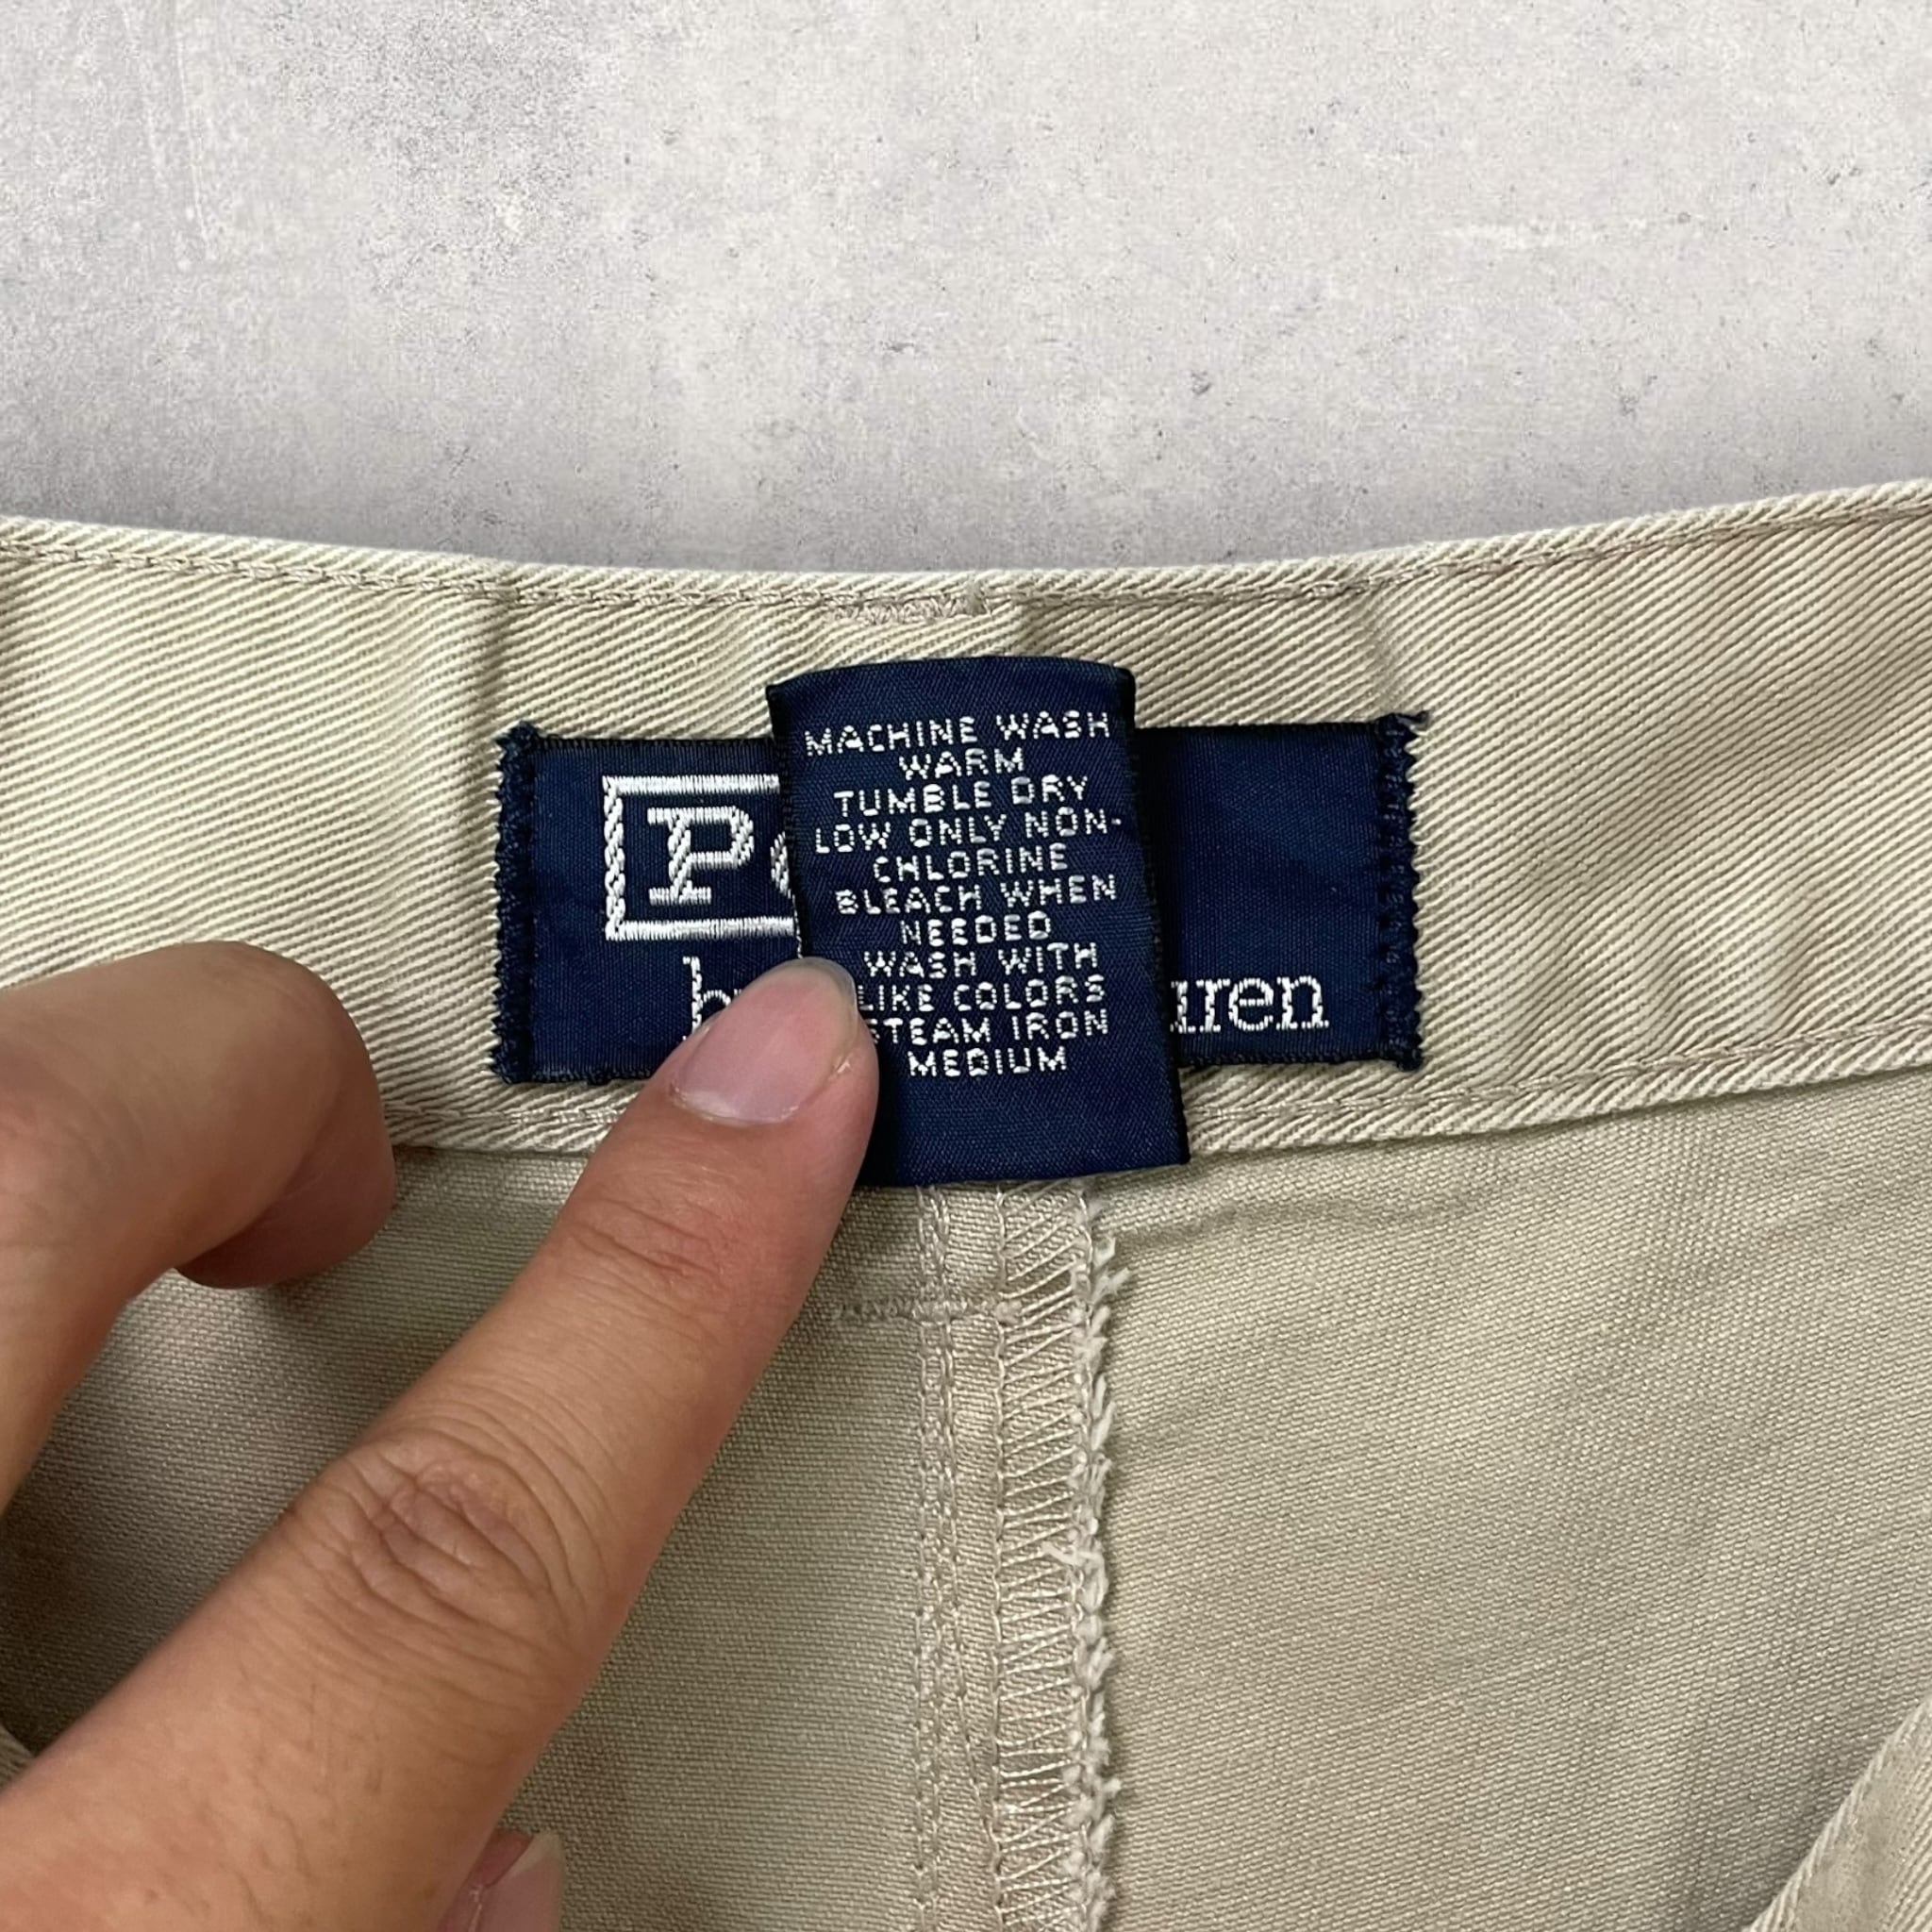 MACHINE WASH
WARM
TUMBLE DRY
LOW ONLY NON-
CHLORINE
BLEACH WHEN
NEEDED
WASH WITH
LIKE COLORS
STEAM IRON
MEDIUM